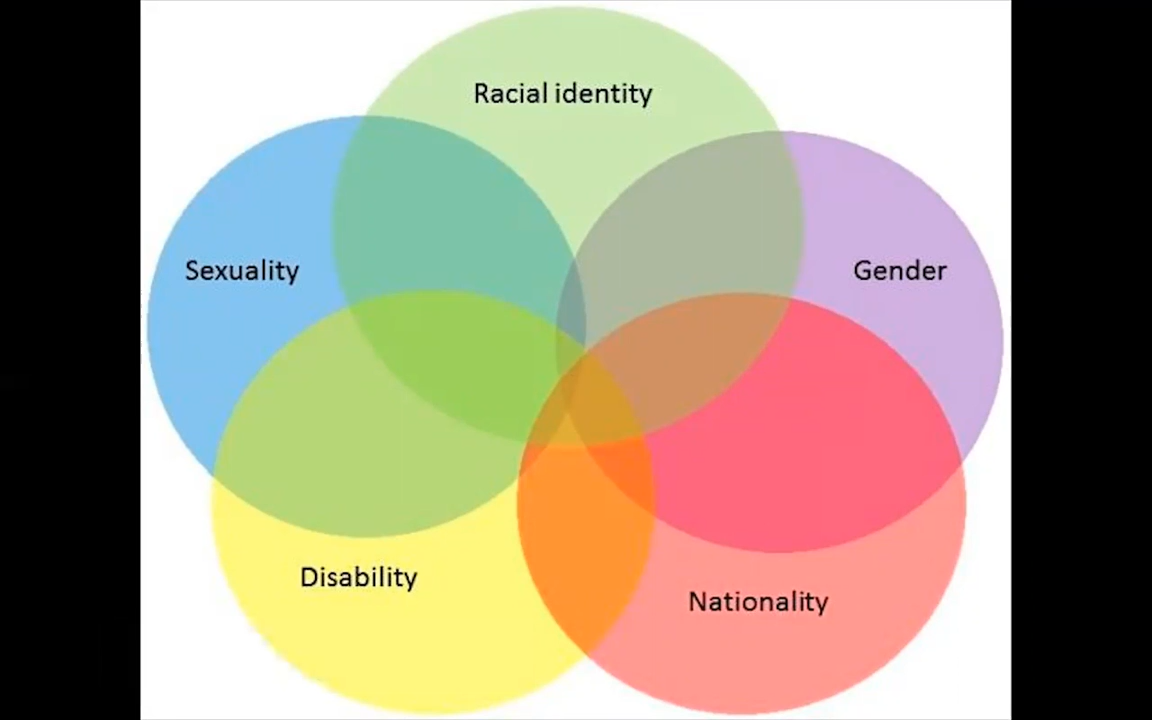 Racial identity
Sexuality
Gender
Disability
Nationality